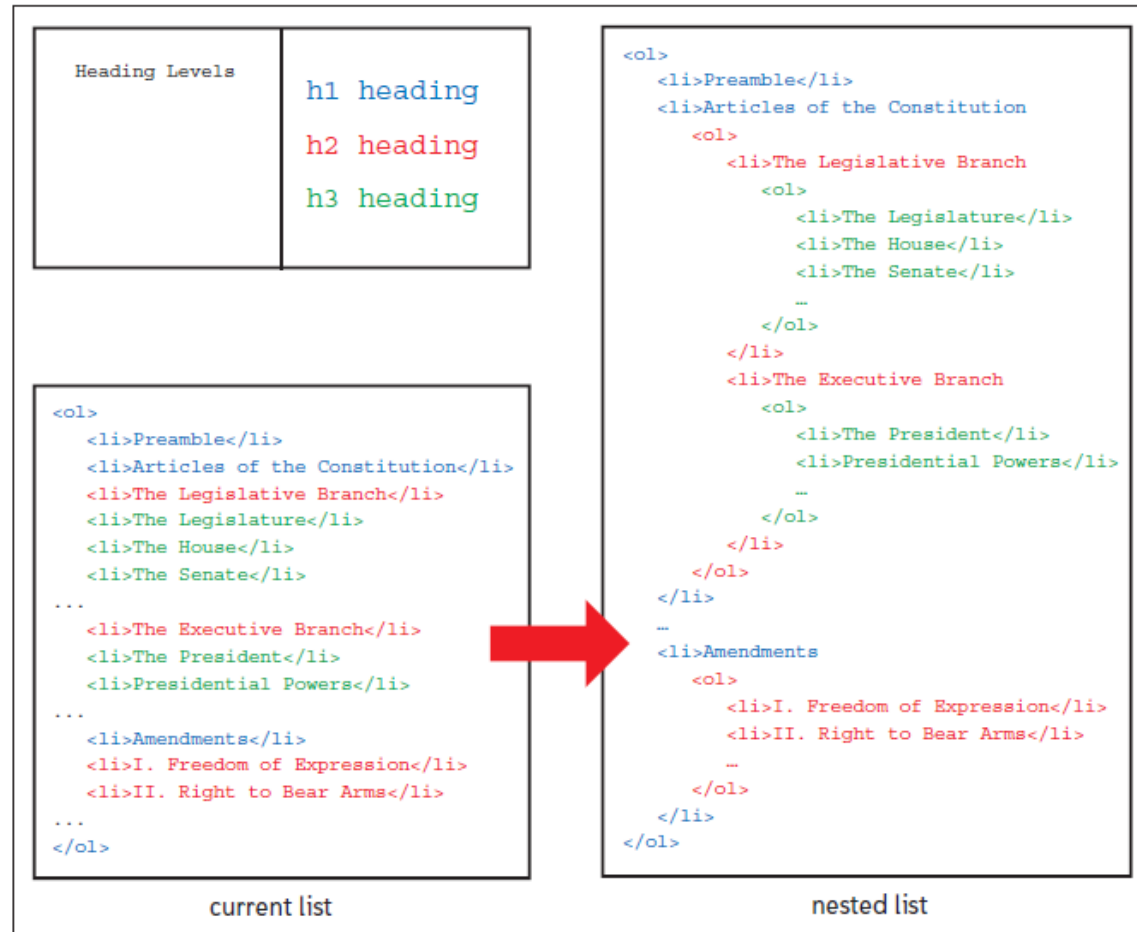 Heading Levels
h1 heading
h2 heading
h3 heading
<ol>
<li>Preamble</li>
<li>Articles of the Constitution</li>
<li>The Legislative Branch</li>
<li>The Legislature</li>
<li>The House</li>
<li>The Senate</li>
...
<li>The Executive Branch</li>
<li>The President</li>
<li>Presidential Powers</li>
...
<li>Amendments</li>
<li>I. Freedom of Expression</li>
<li>II. Right to Bear Arms</li>
...
</ol>
current list
<ol>
<li>Preamble</li>
<li>Articles of the Constitution
<ol>
<li>The Legislative Branch
<ol>
<li>The Legislature</li>
<li>The House</li>
<li>The Senate</li>
…
</ol>
</li>
<li>The Executive Branch
<ol>
<li>The President</li>
<li>Presidential Powers</li>
…
</ol>
</li>
</ol>
</li>
…
<li>Amendments
<ol>
<li>I. Freedom of Expression</li>
<li>II. Right to Bear Arms</li>
…
</ol>
</li>
</ol>
nested list